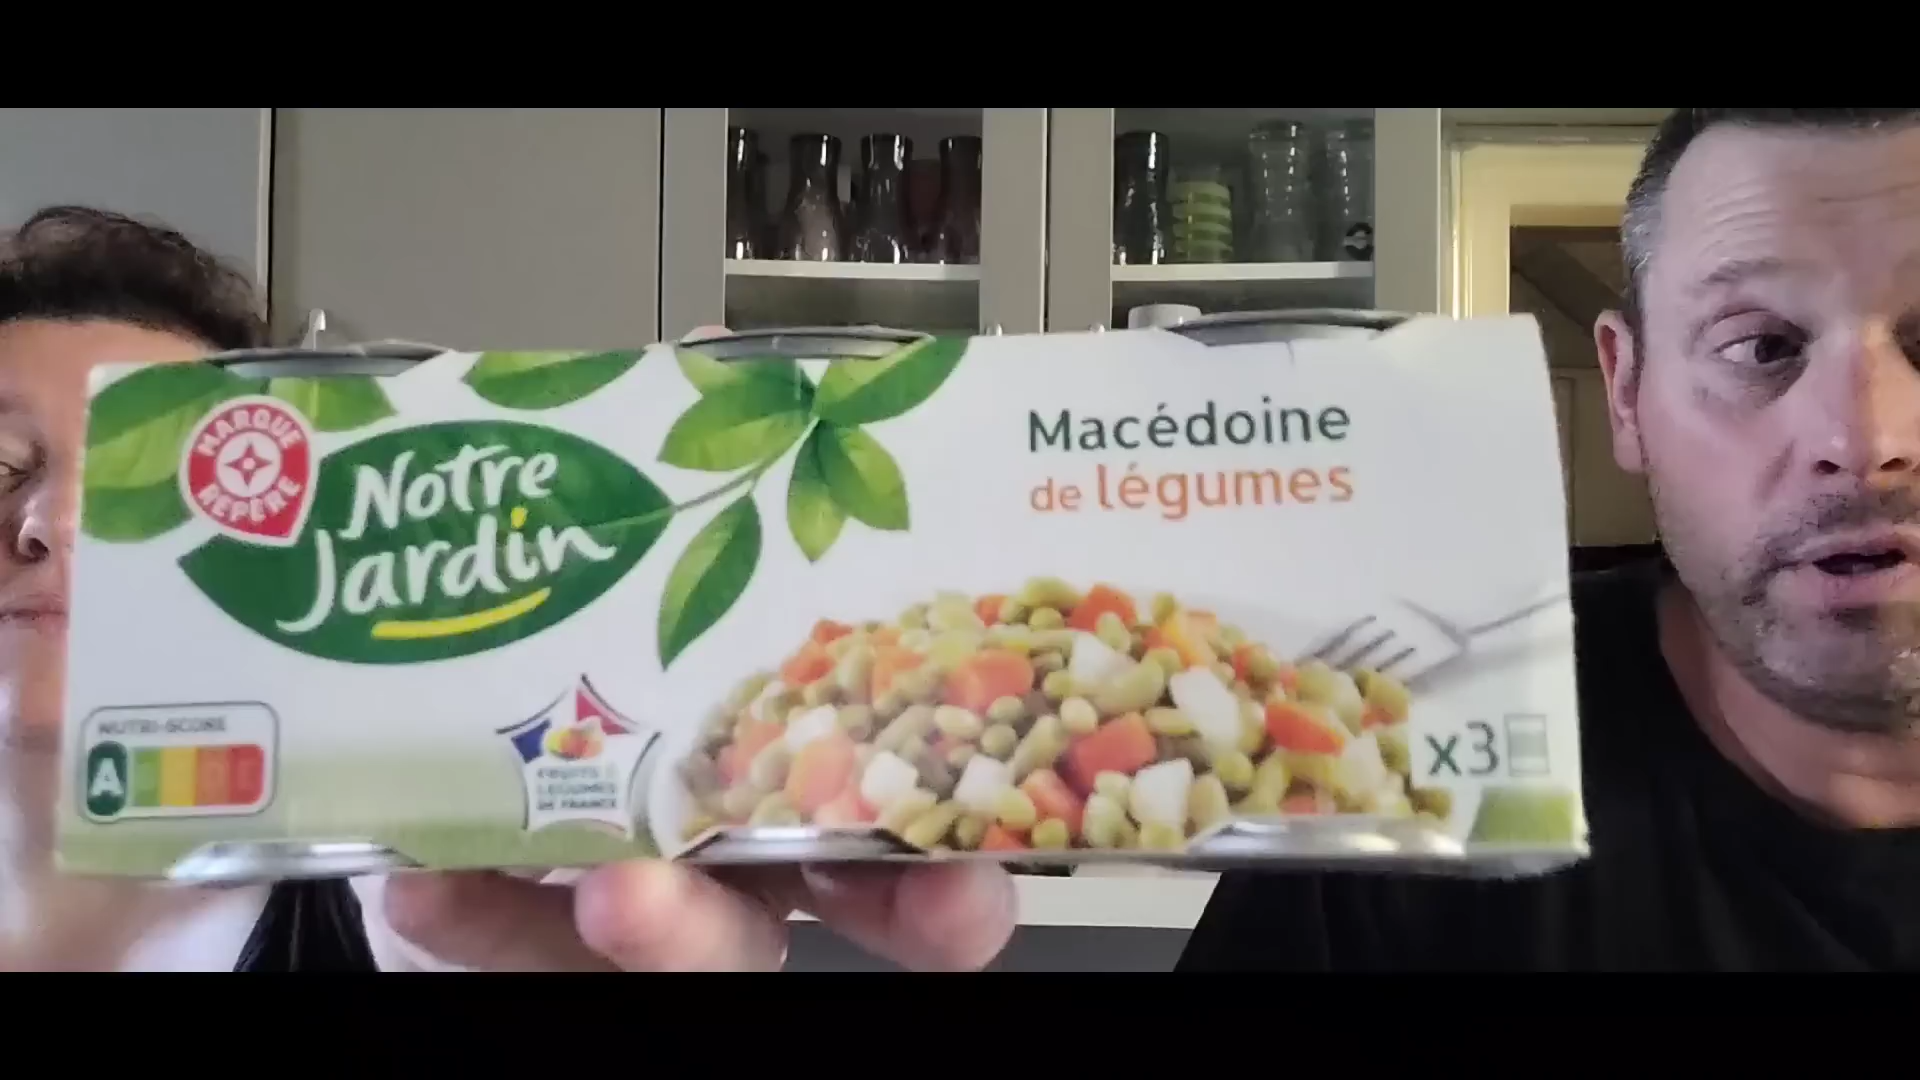 MARQUE
REPÈRE
Notre
Jardin
Macédoine
de légumes
NUTRI-SCORE
A
FRUITS &
LÉGUMES
DE FRANCE
x3